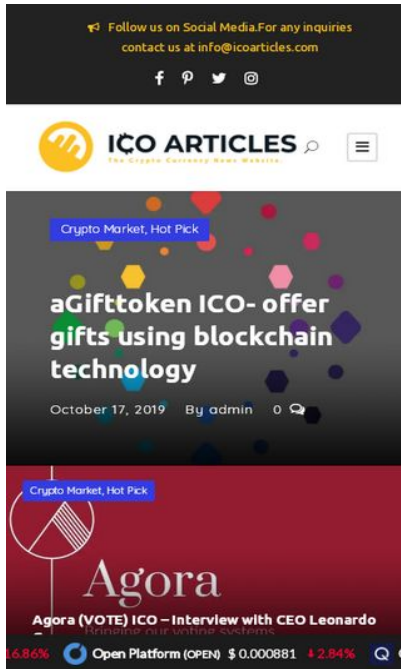 Follow us on Social Media.For any inquiries
contact us at info@icoarticles.com
ICO ARTICLES
The Crypto Currency News Website.
Crypto Market, Hot Pick
aGifttoken ICO- offer
gifts using blockchain
technology
October 17, 2019 By admin 0
Crypto Market, Hot Pick
Agora
Agora (VOTE) ICO – Interview with CEO Leonardo
Bringing our voting systems
16.86% Open Platform (OPEN) $ 0.000881 2.84%